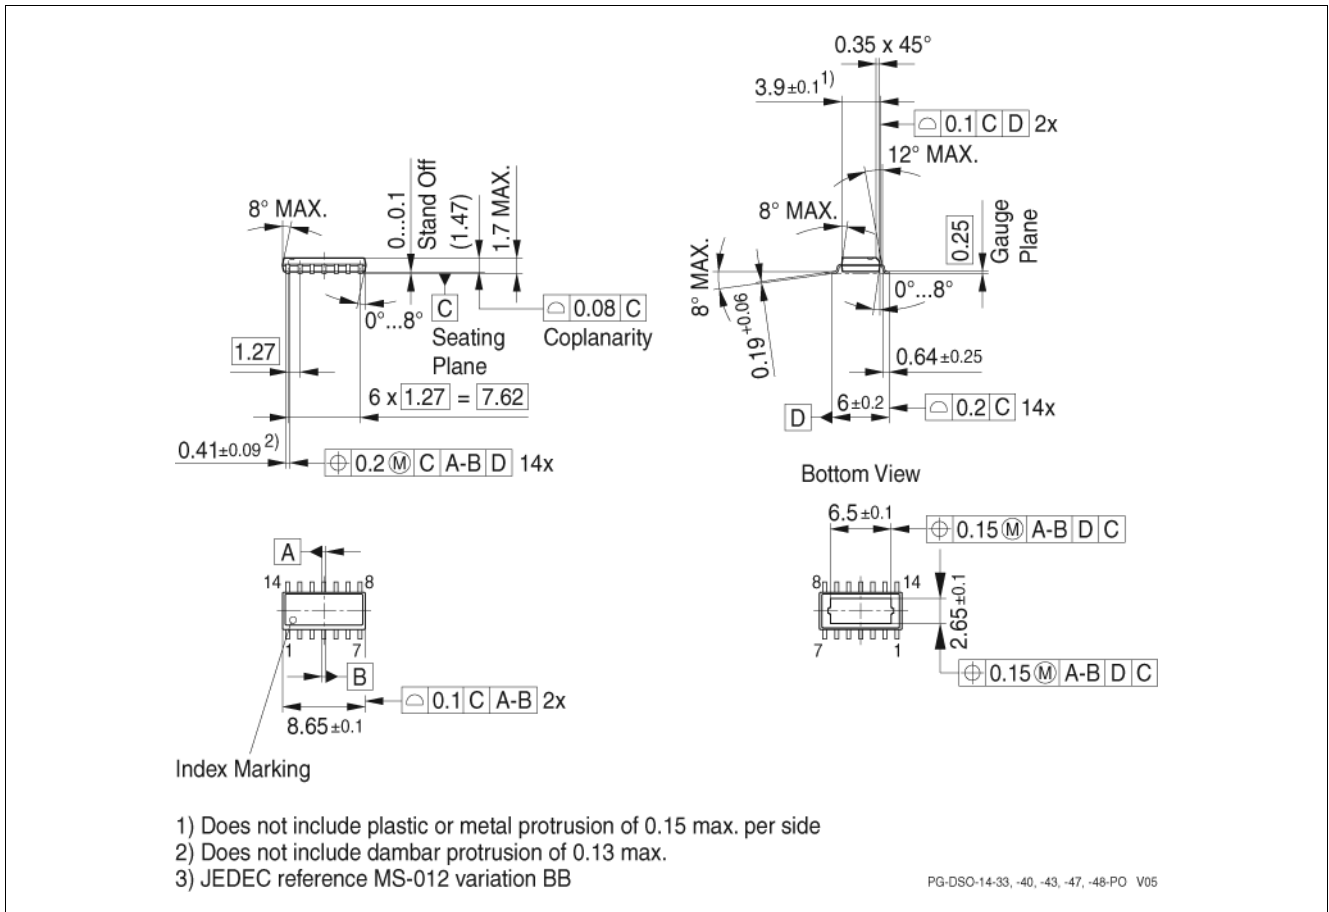 0.35 x 45°
3.9±0.1 1)
0.1 C D 2x
12° MAX.
8° MAX.
0...0.1
Stand Off
(1.47)
1.7 MAX.
8° MAX.
0.25
Gauge
Plane
8° MAX.
0°...8°
C
0.08 C
0°...8°
Seating
Plane
Coplanarity
0.19 +0.06
1.27
0.64±0.25
6 x 1.27 = 7.62
D
6±0.2
0.2 C 14x
0.41±0.09 2)
0.2 Ⓜ C A-B D 14x
Bottom View
6.5±0.1
0.15 Ⓜ A-B D C
A
14
8
8
14
2.65±0.1
1
7
7
1
B
0.15 Ⓜ A-B D C
0.1 C A-B 2x
8.65±0.1
Index Marking
1) Does not include plastic or metal protrusion of 0.15 max. per side
2) Does not include dambar protrusion of 0.13 max.
3) JEDEC reference MS-012 variation BB
PG-DSO-14-33, -40, -43, -47, -48-PO V05